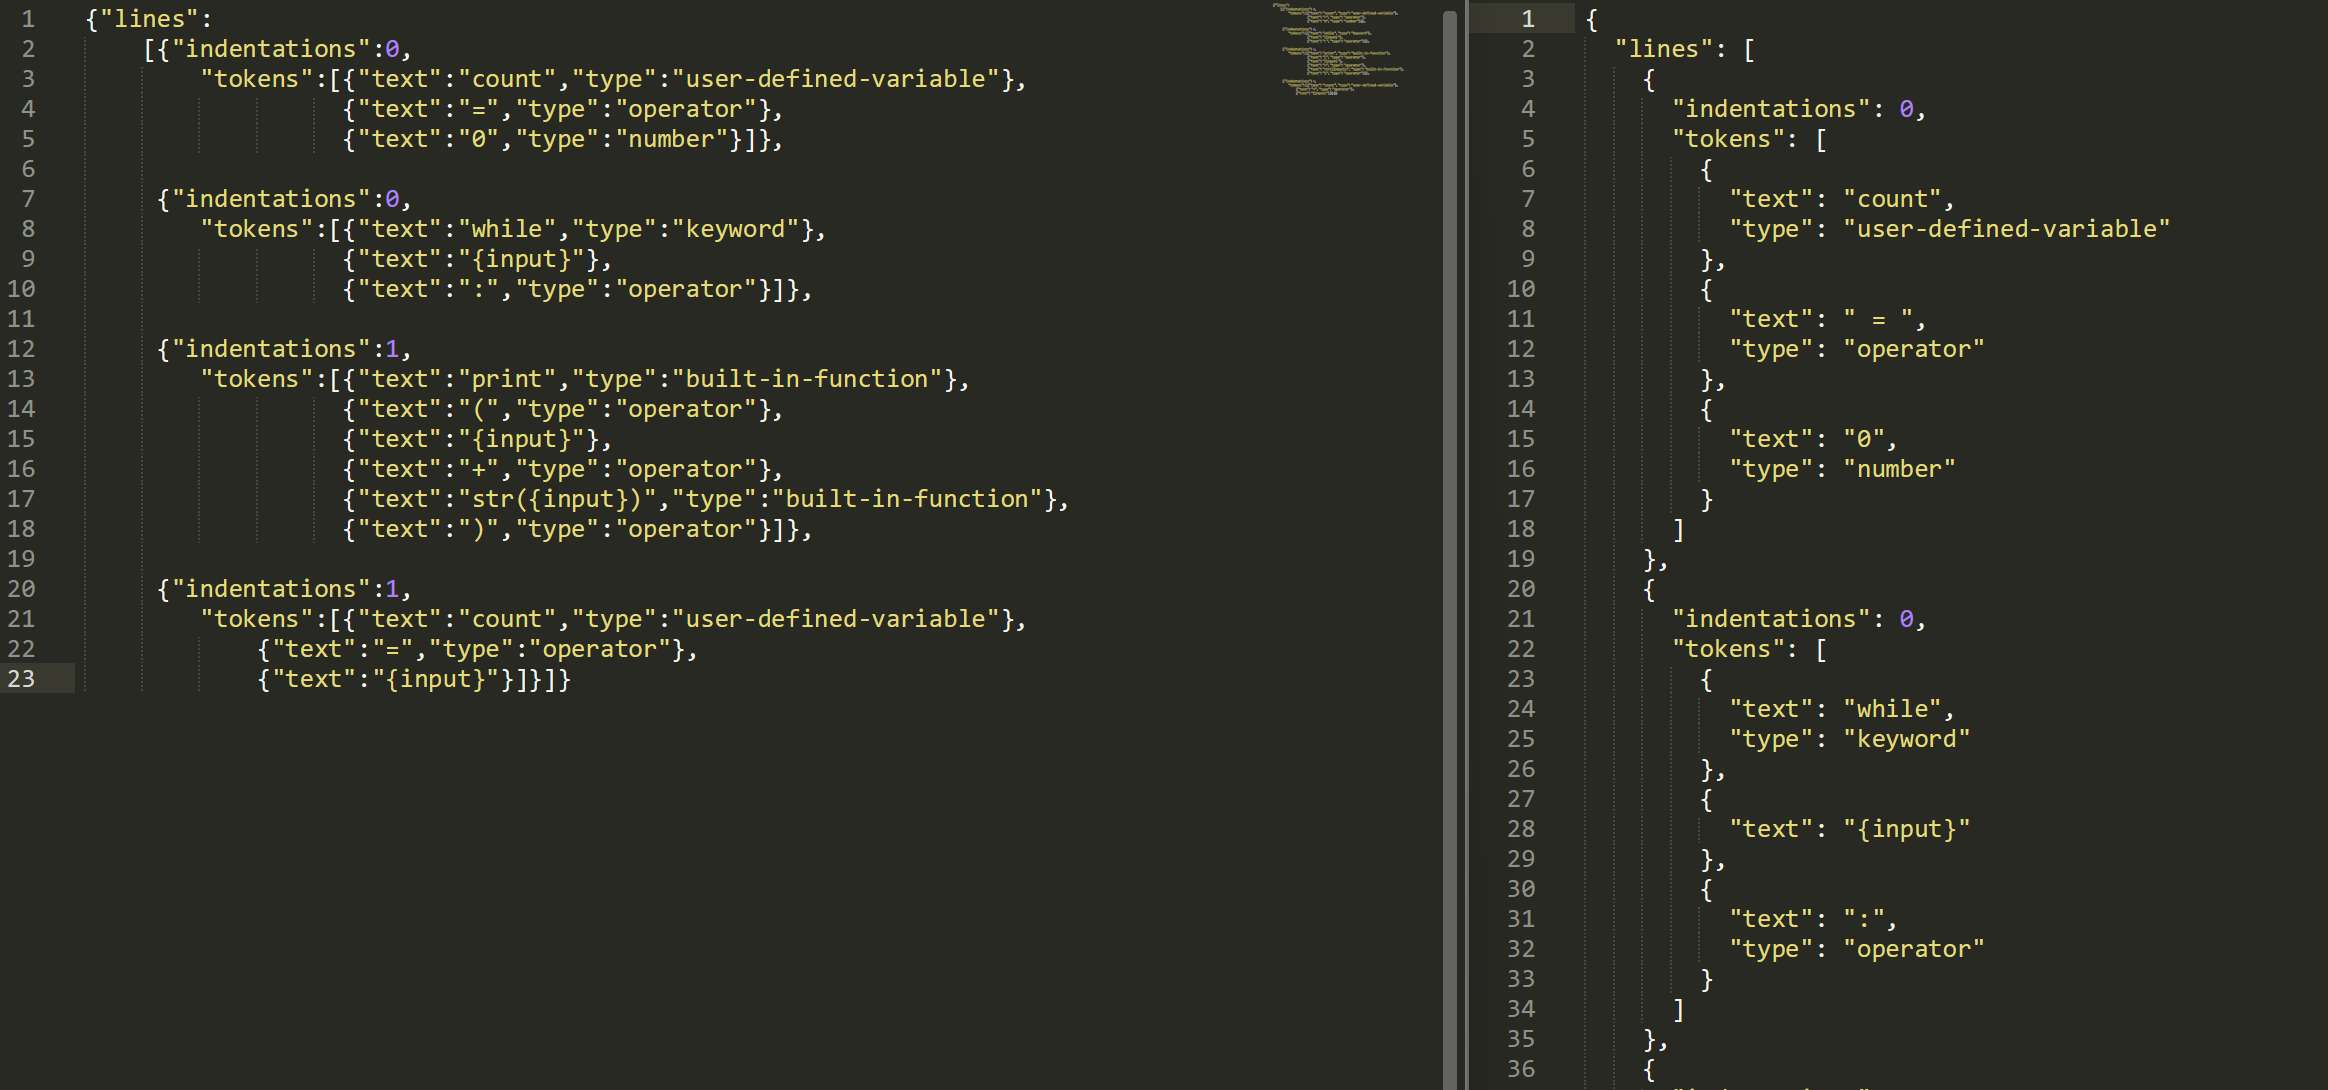 1 {"lines":
2 [{"indentations":0,
3 "tokens":[{"text":"count","type":"user-defined-variable"},
4 {"text":"=","type":"operator"},
5 {"text":"0","type":"number"}]},
6
7 {"indentations":0,
8 "tokens":[{"text":"while","type":"keyword"},
9 {"text":"{input}"},
10 {"text":":","type":"operator"}]},
11
12 {"indentations":1,
13 "tokens":[{"text":"print","type":"built-in-function"},
14 {"text":"(","type":"operator"},
15 {"text":"{input}"},
16 {"text":"+","type":"operator"},
17 {"text":"str({input})","type":"built-in-function"},
18 {"text":")","type":"operator"}]},
19
20 {"indentations":1,
21 "tokens":[{"text":"count","type":"user-defined-variable"},
22 {"text":"=","type":"operator"},
23 {"text":"{input}"}]}]}
1 {
2 "lines": [
3 {
4 "indentations": 0,
5 "tokens": [
6 {
7 "text": "count",
8 "type": "user-defined-variable"
9 },
10 {
11 "text": " = ",
12 "type": "operator"
13 },
14 {
15 "text": "0",
16 "type": "number"
17 }
18 ]
19 },
20 {
21 "indentations": 0,
22 "tokens": [
23 {
24 "text": "while",
25 "type": "keyword"
26 },
27 {
28 "text": "{input}"
29 },
30 {
31 "text": ":",
32 "type": "operator"
33 }
34 ]
35 },
36 {